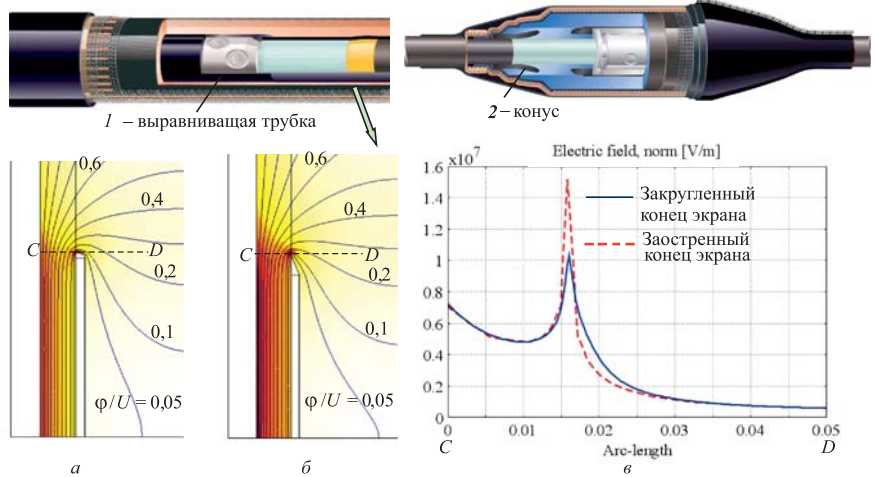 1 – выравниващая трубка
2 – конус
0,6
0,4
C
D
0,2
0,1
φ/U = 0,05
а
0,6
0,4
C
D
0,2
0,1
φ/U = 0,05
б
Electric field, norm [V/m]
x10⁷
1.6
1.4
1.2
1.0
0.8
0.6
0.4
0.2
0
Закругленный
конец экрана
Заостренный
конец экрана
0.01
0.02
0.03
0.04
0.05
C
Arc-length
D
в